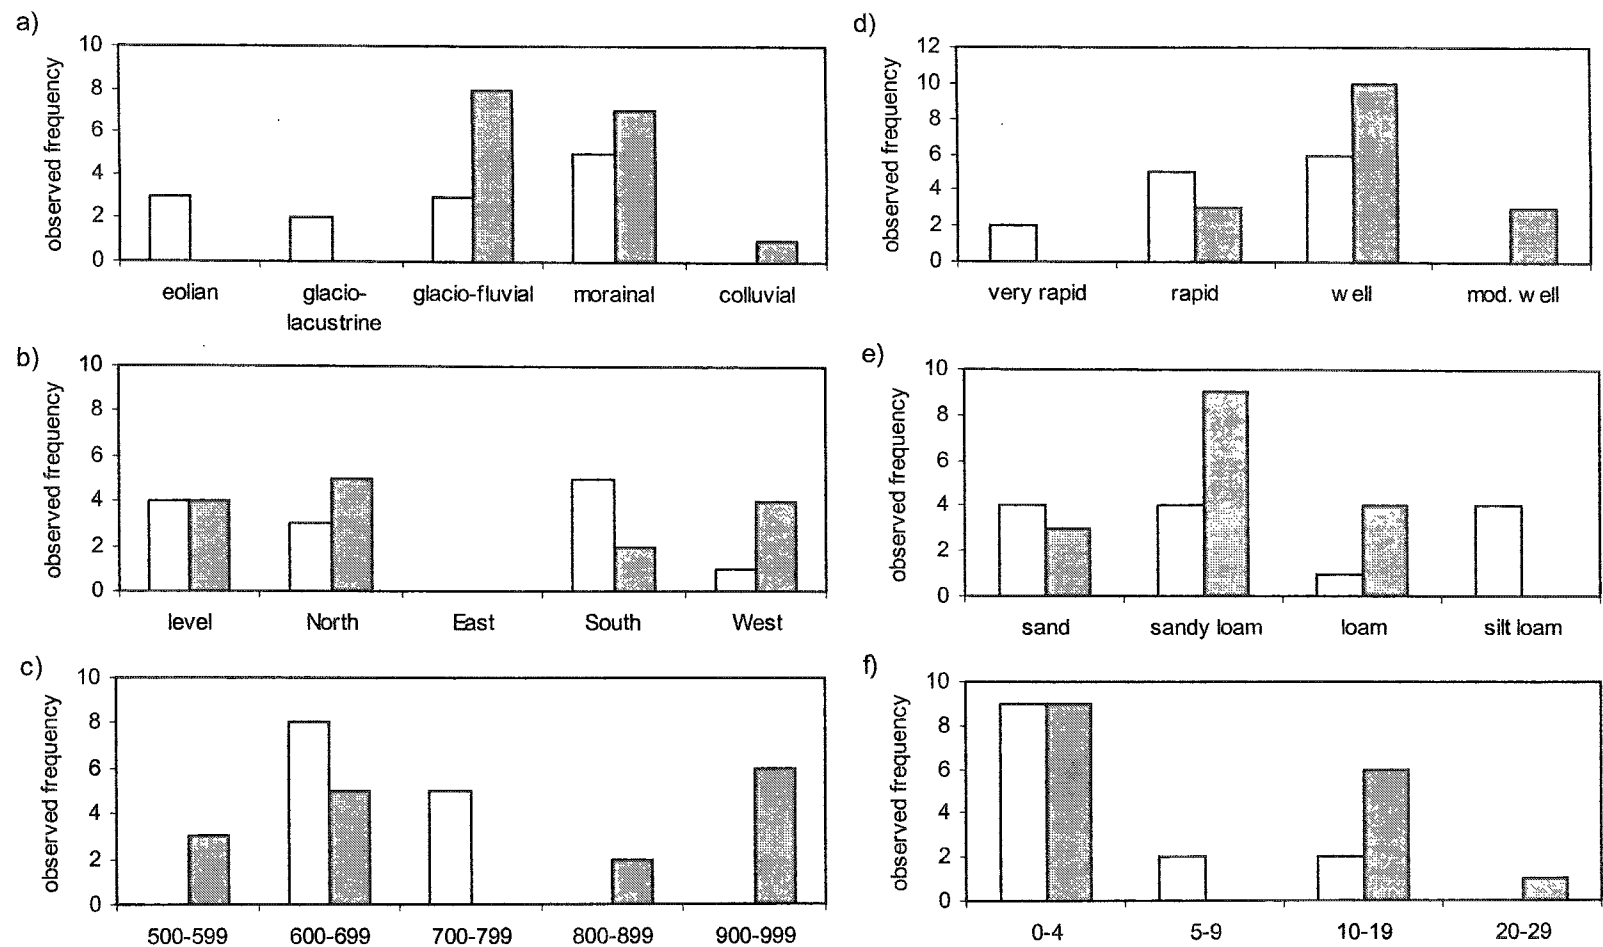 a)
10
8
6
4
2
0
observed frequency
eolian
glacio-
lacustrine
glacio-fluvial
morainal
colluvial
b)
10
8
6
4
2
0
observed frequency
level
North
East
South
West
c)
10
8
6
4
2
0
observed frequency
500-599
600-699
700-799
800-899
900-999
d)
12
10
8
6
4
2
0
observed frequency
very rapid
rapid
well
mod. well
e)
10
8
6
4
2
0
observed frequency
sand
sandy loam
loam
silt loam
f)
10
8
6
4
2
0
observed frequency
0-4
5-9
10-19
20-29